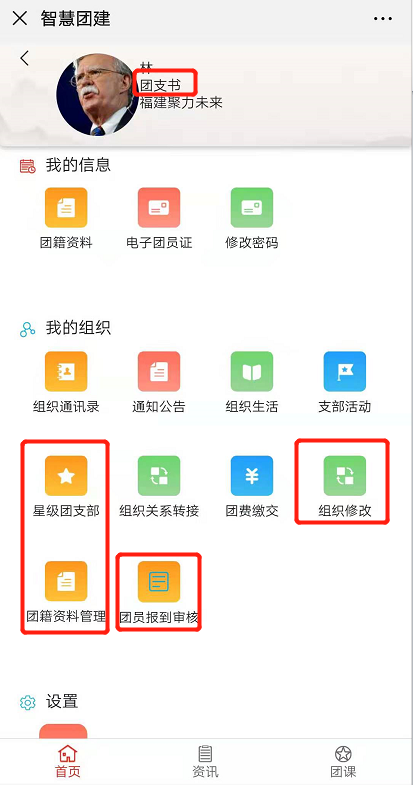 智慧团建
林
团支书
福建聚力未来
我的信息
团籍资料
电子团员证
修改密码
我的组织
组织通讯录
通知公告
组织生活
支部活动
星级团支部
组织关系转接
团费缴交
组织修改
团籍资料管理
团员报到审核
设置
首页
资讯
团课